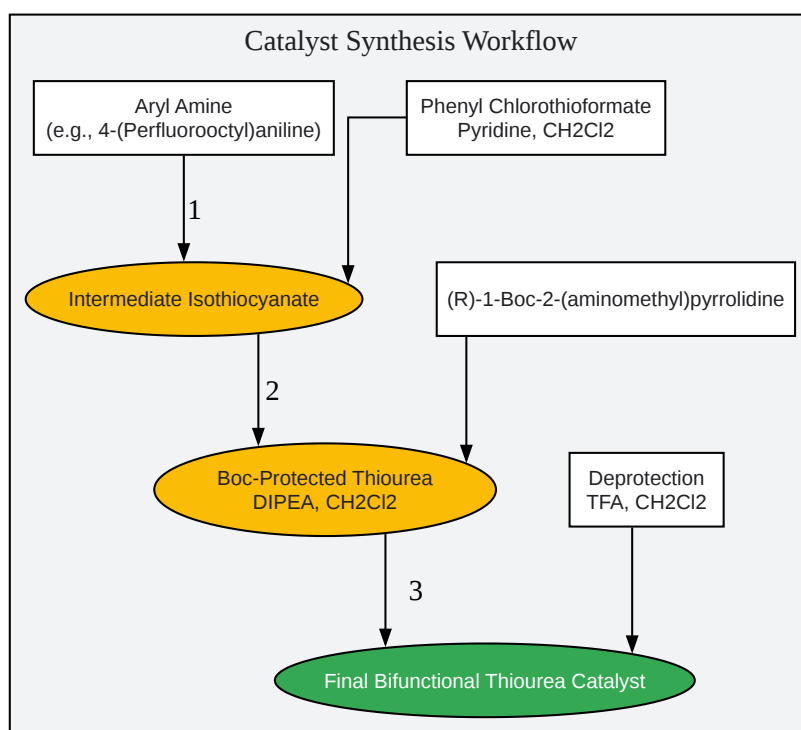 Catalyst Synthesis Workflow
Aryl Amine
(e.g., 4-(Perfluorooctyl)aniline)
Phenyl Chlorothioformate
Pyridine, CH2Cl2
1
Intermediate Isothiocyanate
(R)-1-Boc-2-(aminomethyl)pyrrolidine
2
Boc-Protected Thiourea
DIPEA, CH2Cl2
Deprotection
TFA, CH2Cl2
3
Final Bifunctional Thiourea Catalyst